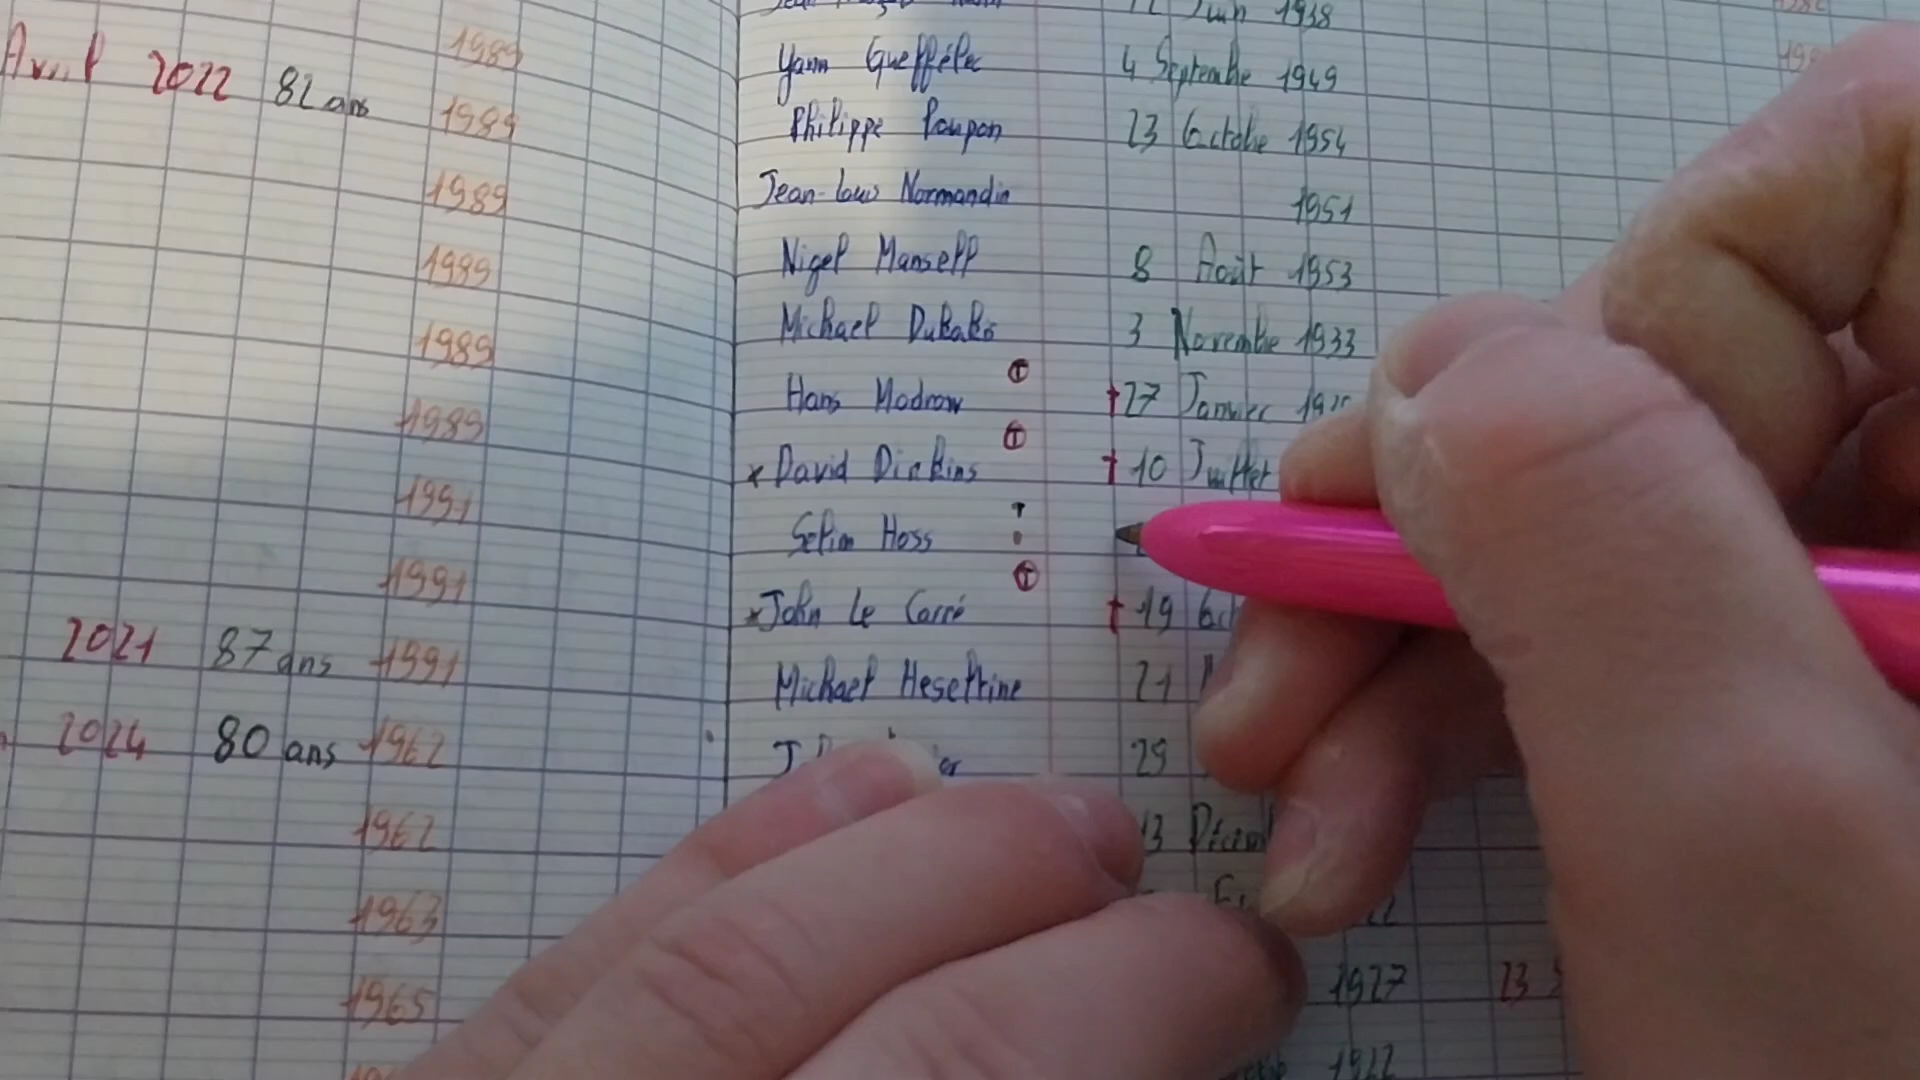 Avril 2022 82 ans 1989
1989
1989
1989
1989
1989
1991
1991
2021 87 ans 1991
2024 80 ans 1962
1962
1963
1965
Juin 1938
Yann Queffélec 4 Septembre 1949
Philippe Poupon 23 Octobre 1954
Jean-Louis Normandin 1951
Nigel Mansell 8 Août 1953
Michael Dukakis 3 Novembre 1933
Hans Modrow T † 27 Janvier
x David Dinkins T † 10 Juillet
Selim Hoss
x John Le Carré T † 19
Michael Heseltine 21
29
13
1927 23
1922